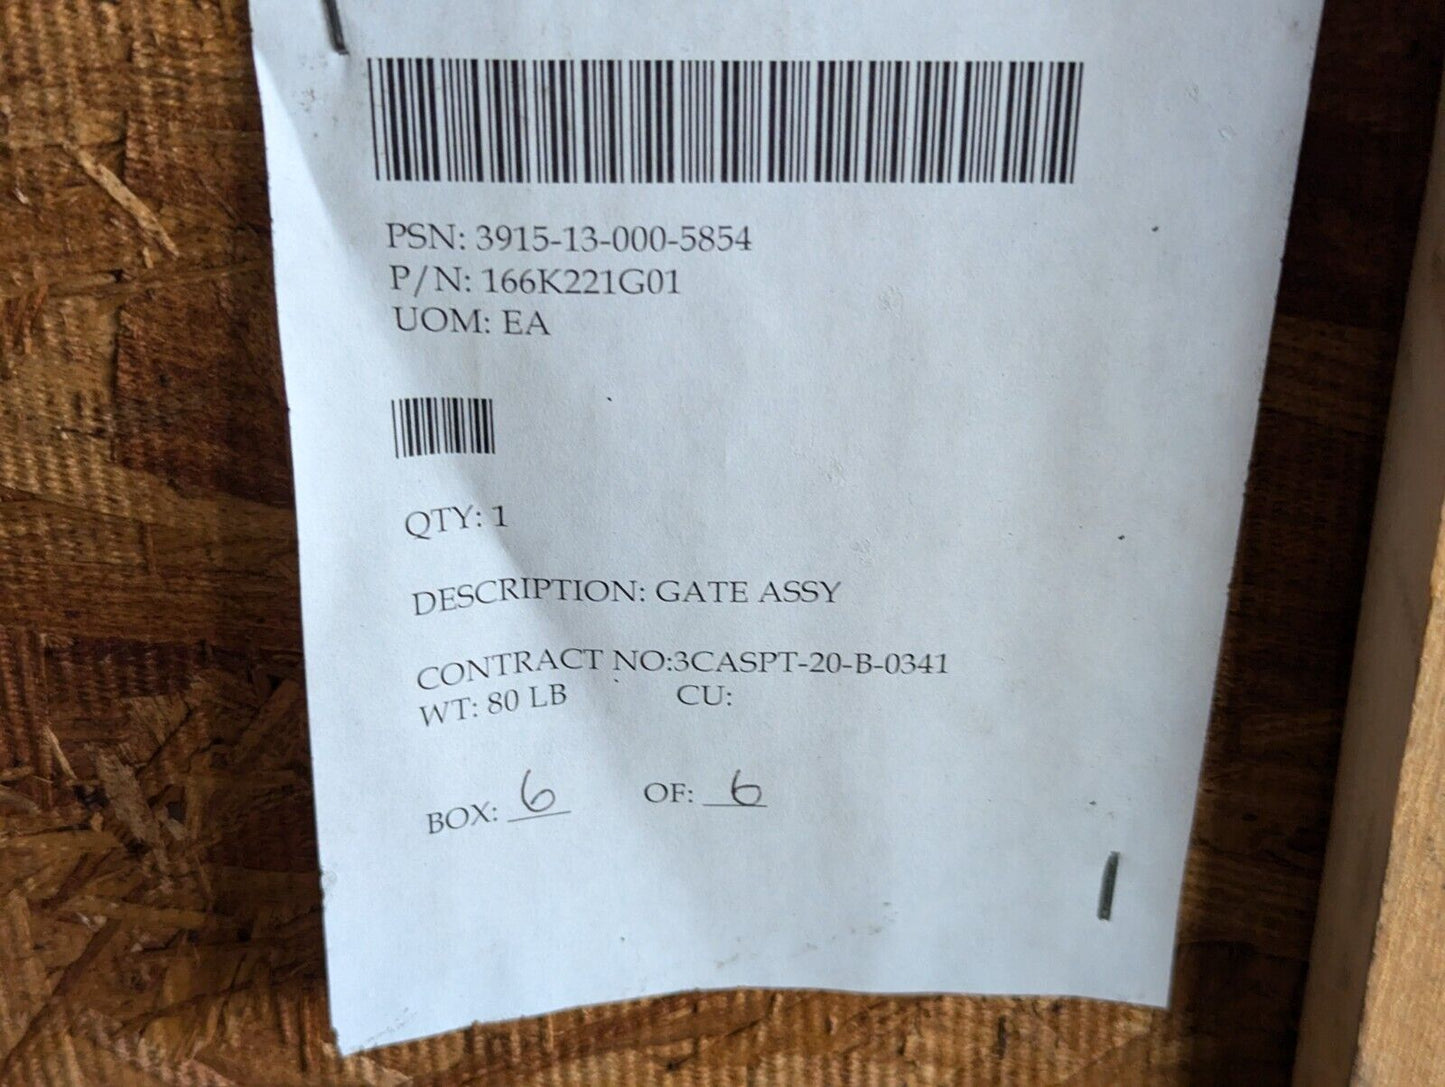 PSN: 3915-13-000-5854
P/N: 166K221G01
UOM: EA
QTY: 1
DESCRIPTION: GATE ASSY
CONTRACT NO:3CASPT-20-B-0341
WT: 80 LB CU:
BOX: 6 OF: 6